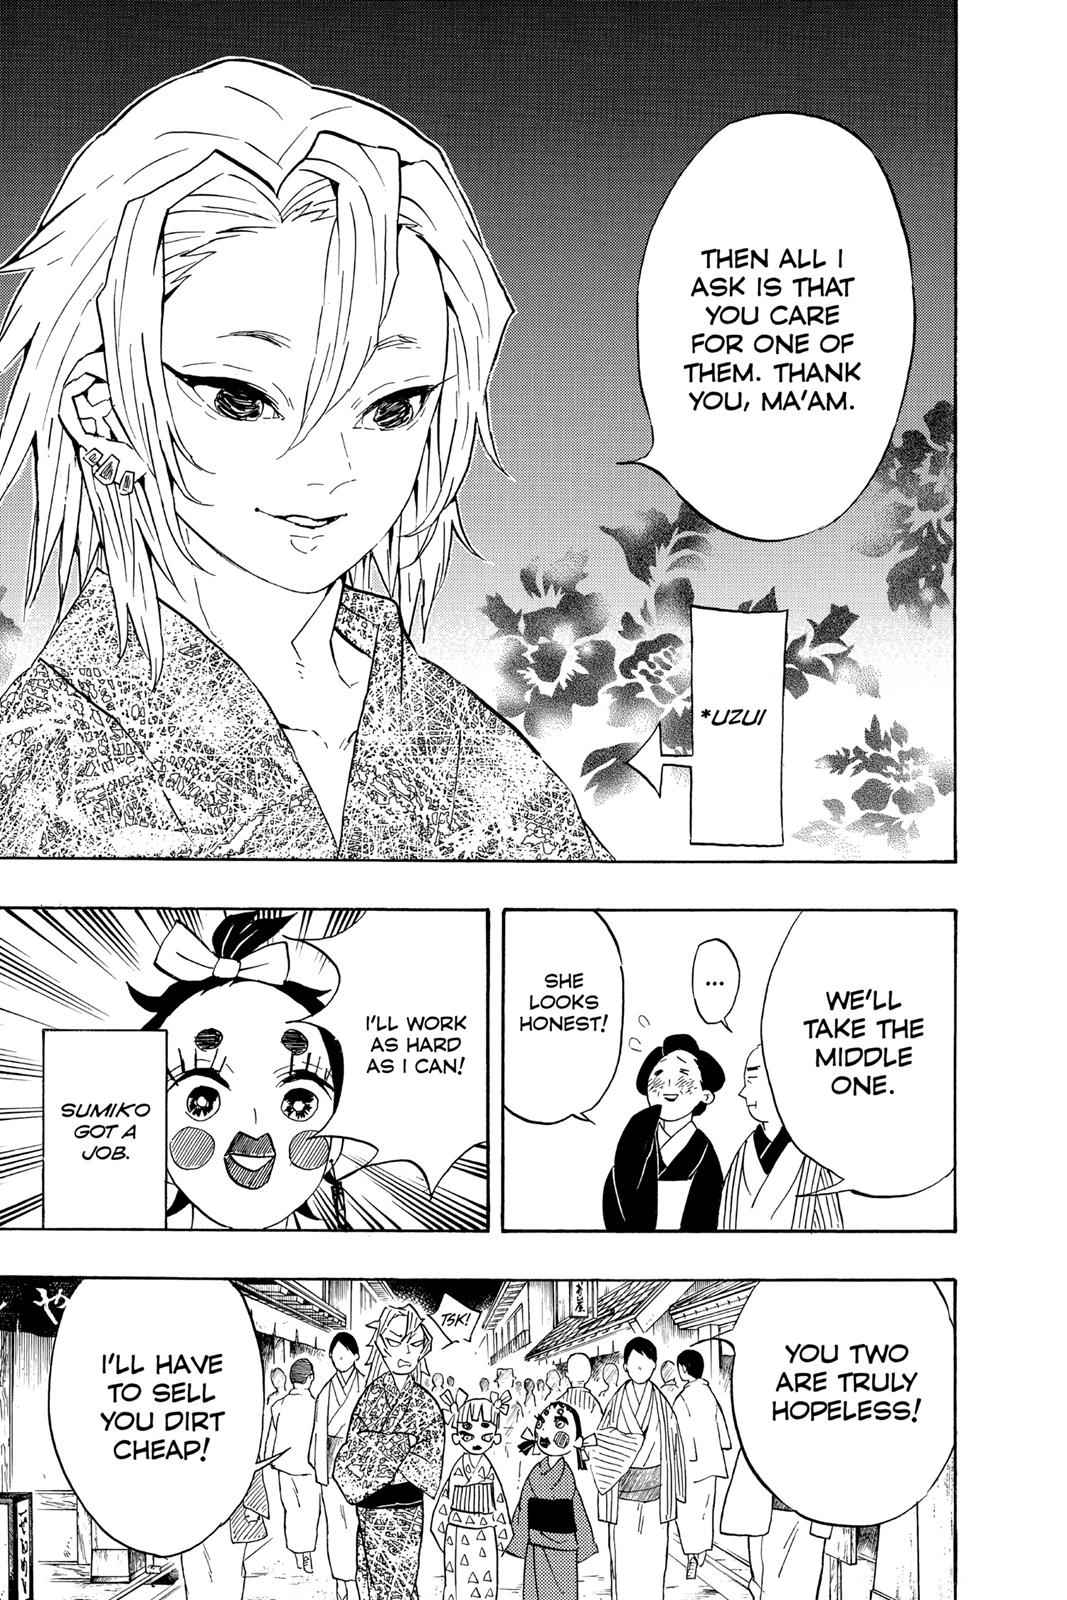 THEN ALL I
ASK IS THAT
YOU CARE
FOR ONE OF
THEM. THANK
YOU, MA'AM.
*UZUI
WE'LL
TAKE THE
MIDDLE
ONE.
...
SHE
LOOKS
HONEST!
I'LL WORK
AS HARD
AS I CAN!
SUMIKO
GOT A
JOB.
YOU TWO
ARE TRULY
HOPELESS!
TSK!
I'LL HAVE
TO SELL
YOU DIRT
CHEAP!
や